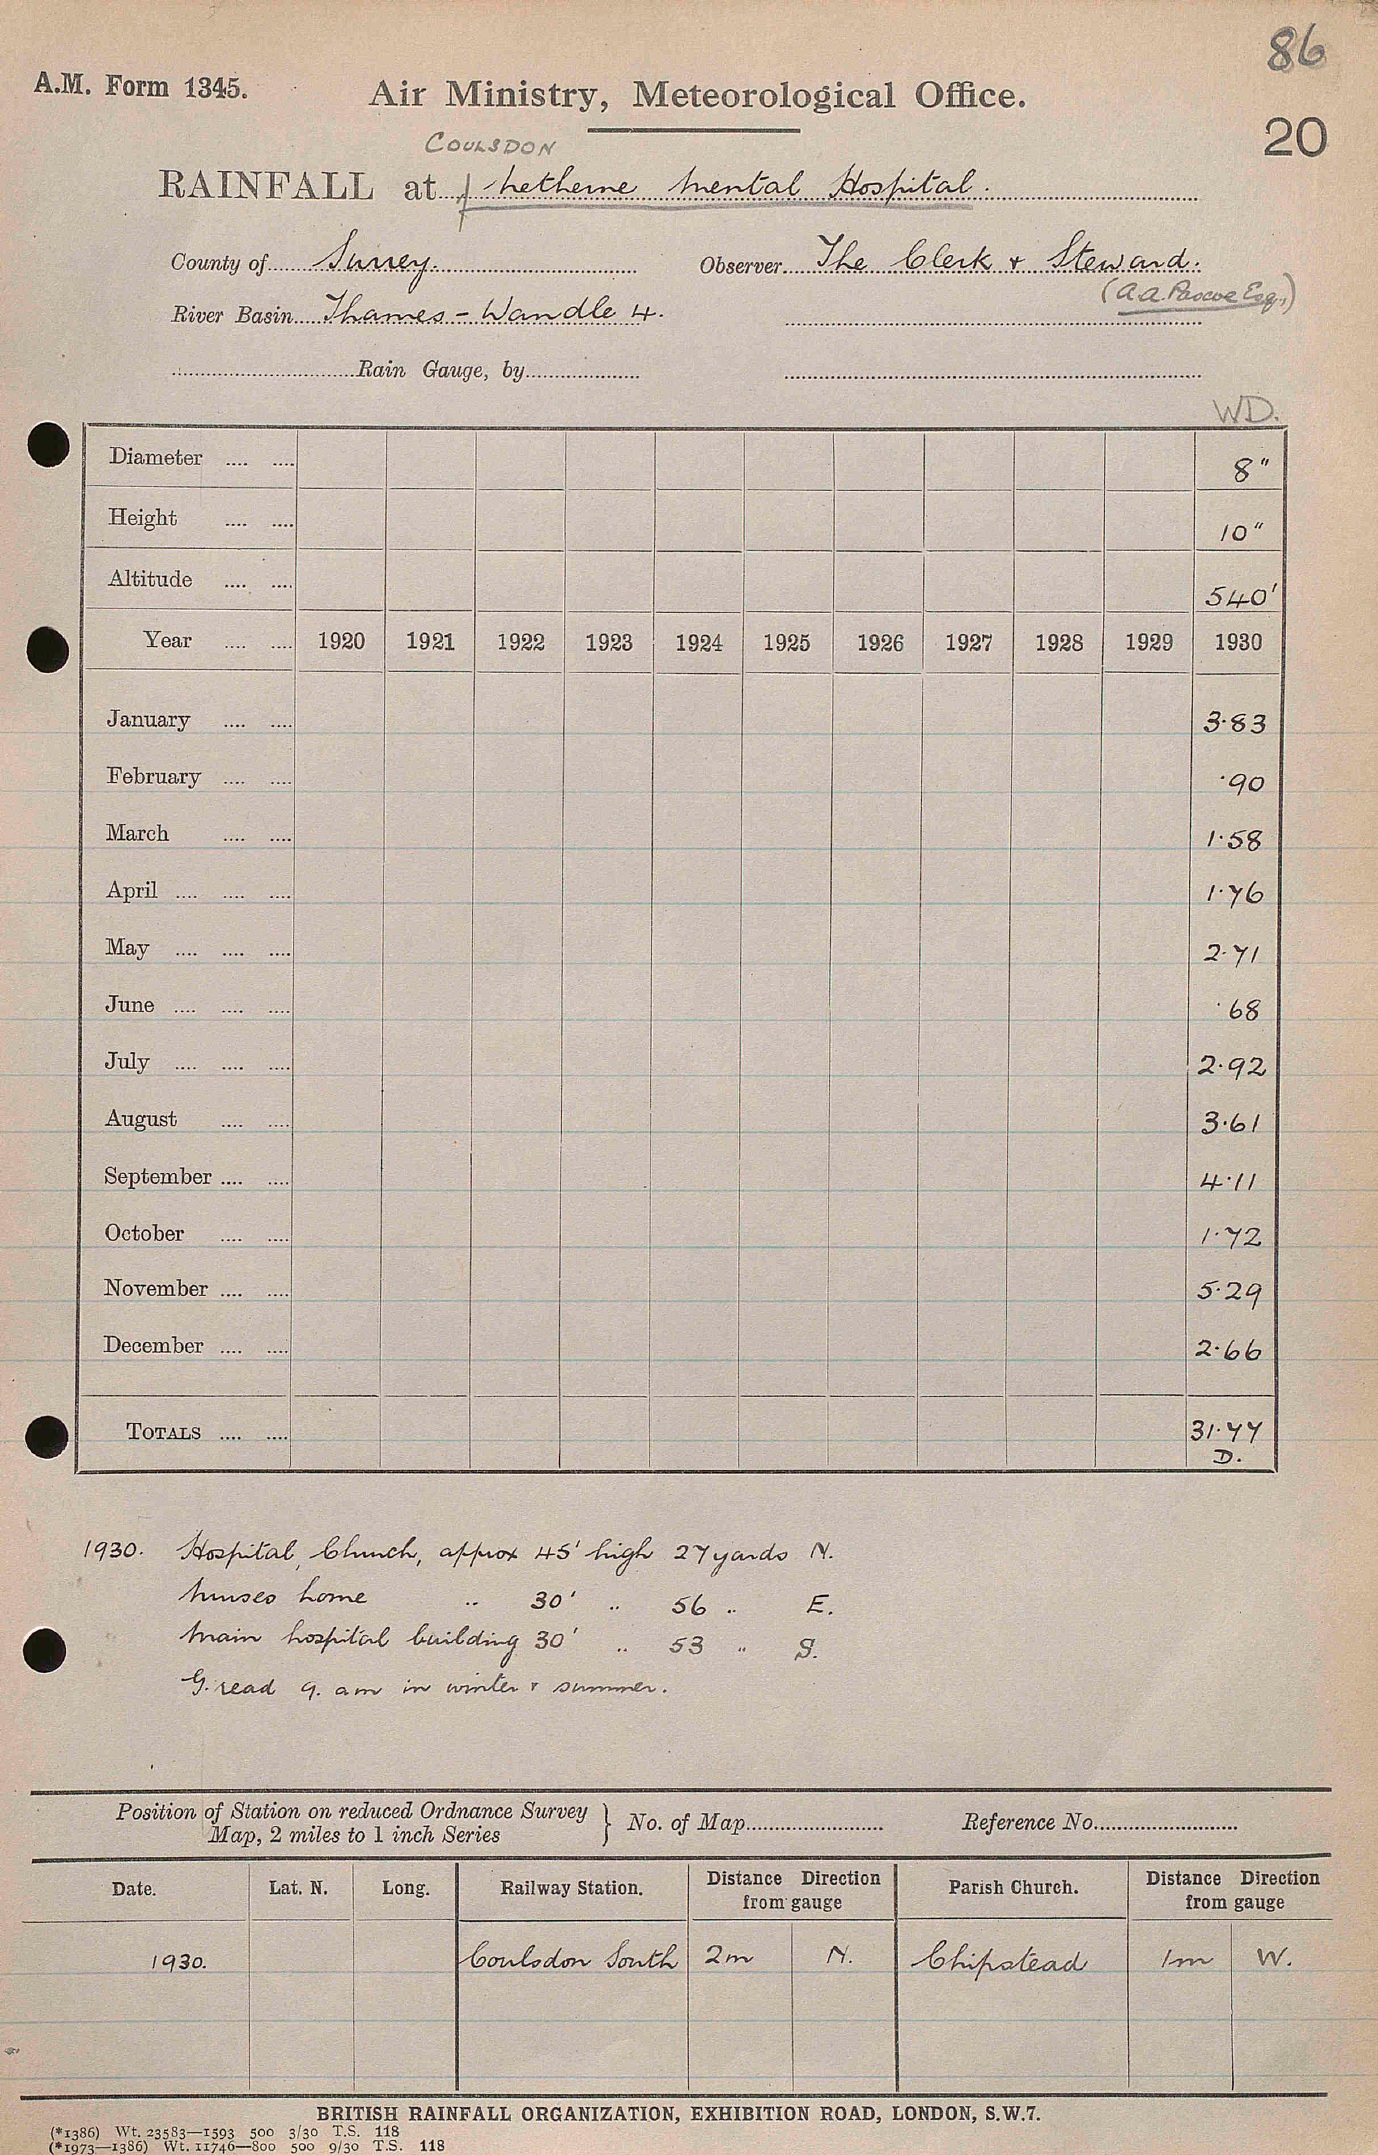 86
A.M. Form 1345.
Air Ministry, Meteorological Office.
20
COULSDON
RAINFALL at Netherne Mental Hospital.
County of Surrey. Observer The Clerk & Steward.
(A.A. Pascoe Esq.,)
River Basin Thames - Wandle 4.
Rain Gauge, by
WD.
Diameter .... .... 8"
Height .... .... 10"
Altitude .... .... 540'
Year .... .... 1920 1921 1922 1923 1924 1925 1926 1927 1928 1929 1930
January .... .... 3·83
February .... .... ·90
March .... .... 1·58
April .... .... .... 1·76
May .... .... .... 2·71
June .... .... .... ·68
July .... .... .... 2·92
August .... .... 3·61
September .... .... 4·11
October .... .... 1·72
November .... .... 5·29
December .... .... 2·66
TOTALS .... .... 31·77
D.
1930. Hospital Church, approx 45' high 27 yards N.
Nurses home " 30' " 56 " E.
Main hospital building 30' " 53 " S.
G. read 9. am in winter & summer.
Position of Station on reduced Ordnance Survey } No. of Map Reference No.
Map, 2 miles to 1 inch Series
Date. Lat. N. Long. Railway Station. Distance Direction Parish Church. Distance Direction
from gauge from gauge
1930. Coulsdon South 2m N. Chipstead 1m W.
BRITISH RAINFALL ORGANIZATION, EXHIBITION ROAD, LONDON, S.W.7.
(*1386) Wt. 23583—1593 500 3/30 T.S. 118
(*1973—1386) Wt. 11746—800 500 9/30 T.S. 118